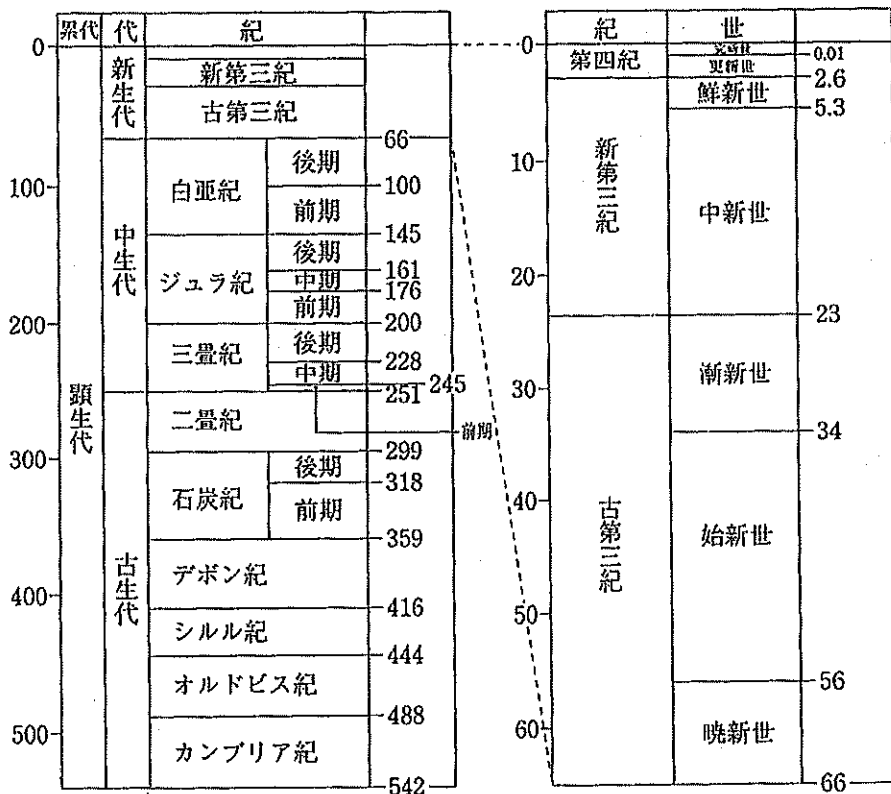 累代 代 紀
0
新生代
新第三紀
古第三紀
66
中生代
白亜紀
後期
100
100
前期
145
ジュラ紀
後期
161
中期
176
前期
200
200
三畳紀
後期
228
中期
245
251
前期
顕生代
古生代
二畳紀
299
300
石炭紀
後期
318
前期
359
デボン紀
400
416
シルル紀
444
オルドビス紀
488
500
カンブリア紀
542
紀 世
0
第四紀
0.01
更新世
2.6
鮮新世
5.3
新第三紀
10
中新世
20
23
古第三紀
漸新世
30
34
40
始新世
50
56
60
暁新世
66